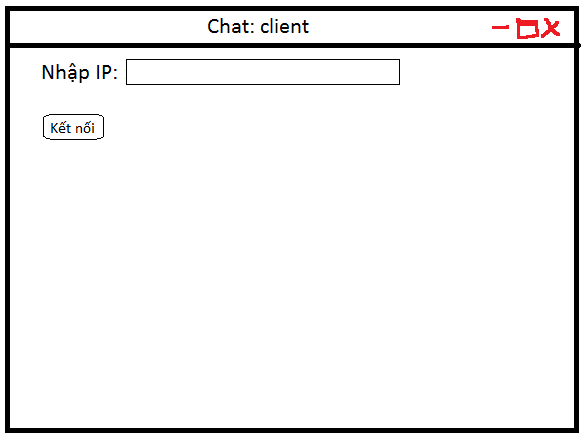 Chat: client
Nhập IP:
Kết nối